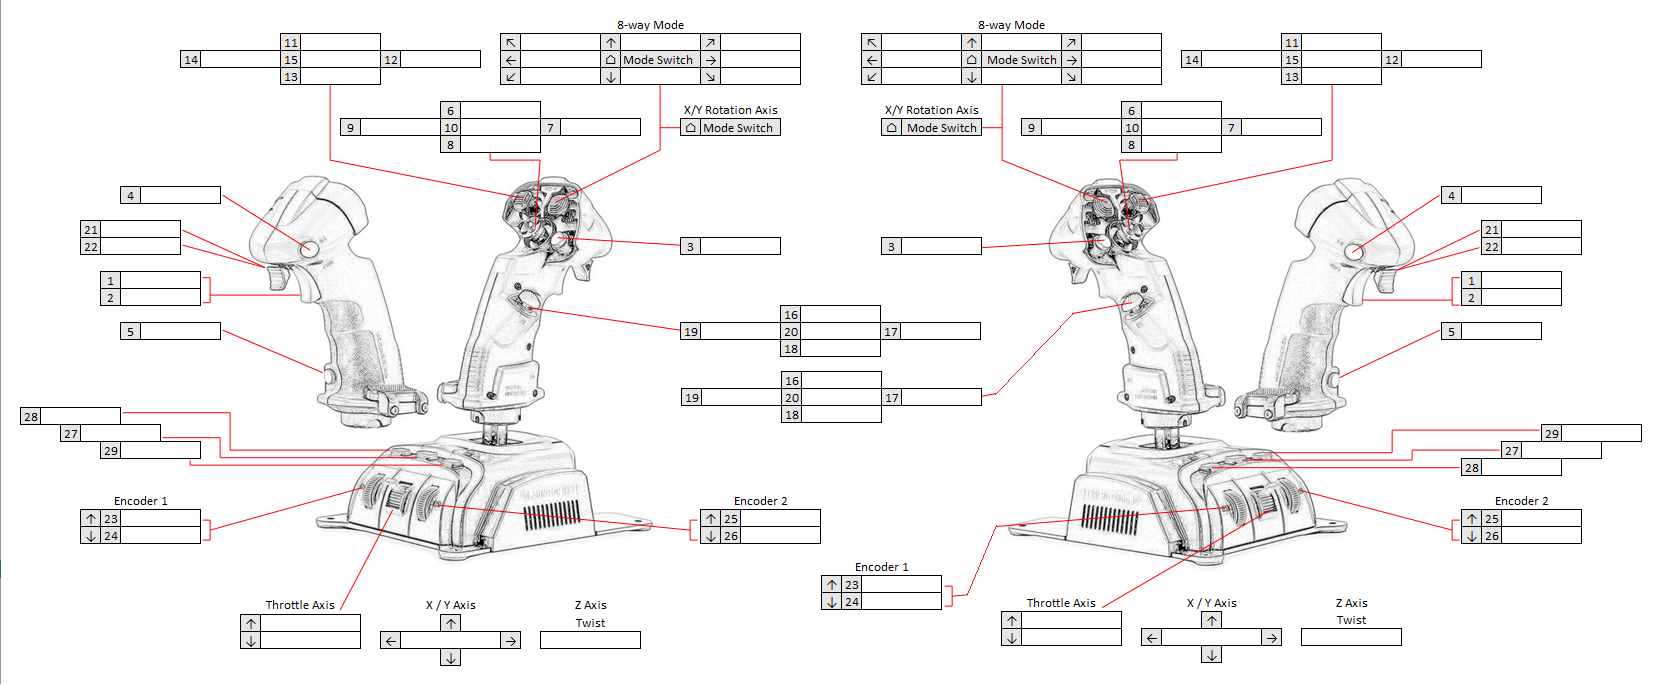 8-way Mode
8-way Mode
11
↖ ↑ ↗
↖ ↑ ↗
11
14 15 12
← ⌂ Mode Switch →
← ⌂ Mode Switch →
14 15 12
13
↙ ↓ ↘
↙ ↓ ↘
13
6
X/Y Rotation Axis
X/Y Rotation Axis
6
9 10 7
⌂ Mode Switch
⌂ Mode Switch
9 10 7
8
8
4
4
21
21
22
3
3
22
1
1
2
2
16
5
19 20 17
5
18
16
19 20 17
28
18
27
29
29
27
28
Encoder 1
Encoder 2
Encoder 2
↑ 23
↑ 25
↑ 25
↓ 24
↓ 26
↓ 26
Encoder 1
↑ 23
↓ 24
Throttle Axis
X / Y Axis
Z Axis
Throttle Axis
X / Y Axis
Z Axis
↑
↑
Twist
↑
↑
Twist
↓
← →
↓
← →
↓
↓